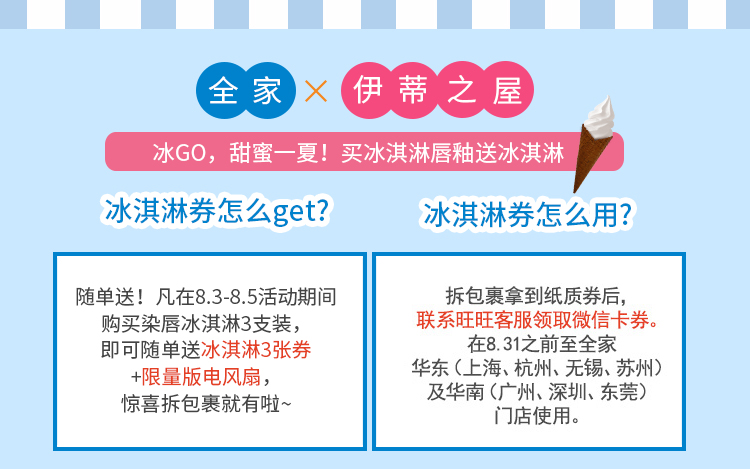 全家×伊蒂之屋
冰GO，甜蜜一夏！买冰淇淋唇釉送冰淇淋
冰淇淋券怎么get?
随单送！凡在8.3-8.5活动期间
购买染唇冰淇淋3支装，
即可随单送冰淇淋3张券
+限量版电风扇，
惊喜拆包裹就有啦~
冰淇淋券怎么用?
拆包裹拿到纸质券后，
联系旺旺客服领取微信卡券。
在8.31之前至全家
华东（上海、杭州、无锡、苏州）
及华南（广州、深圳、东莞）
门店使用。